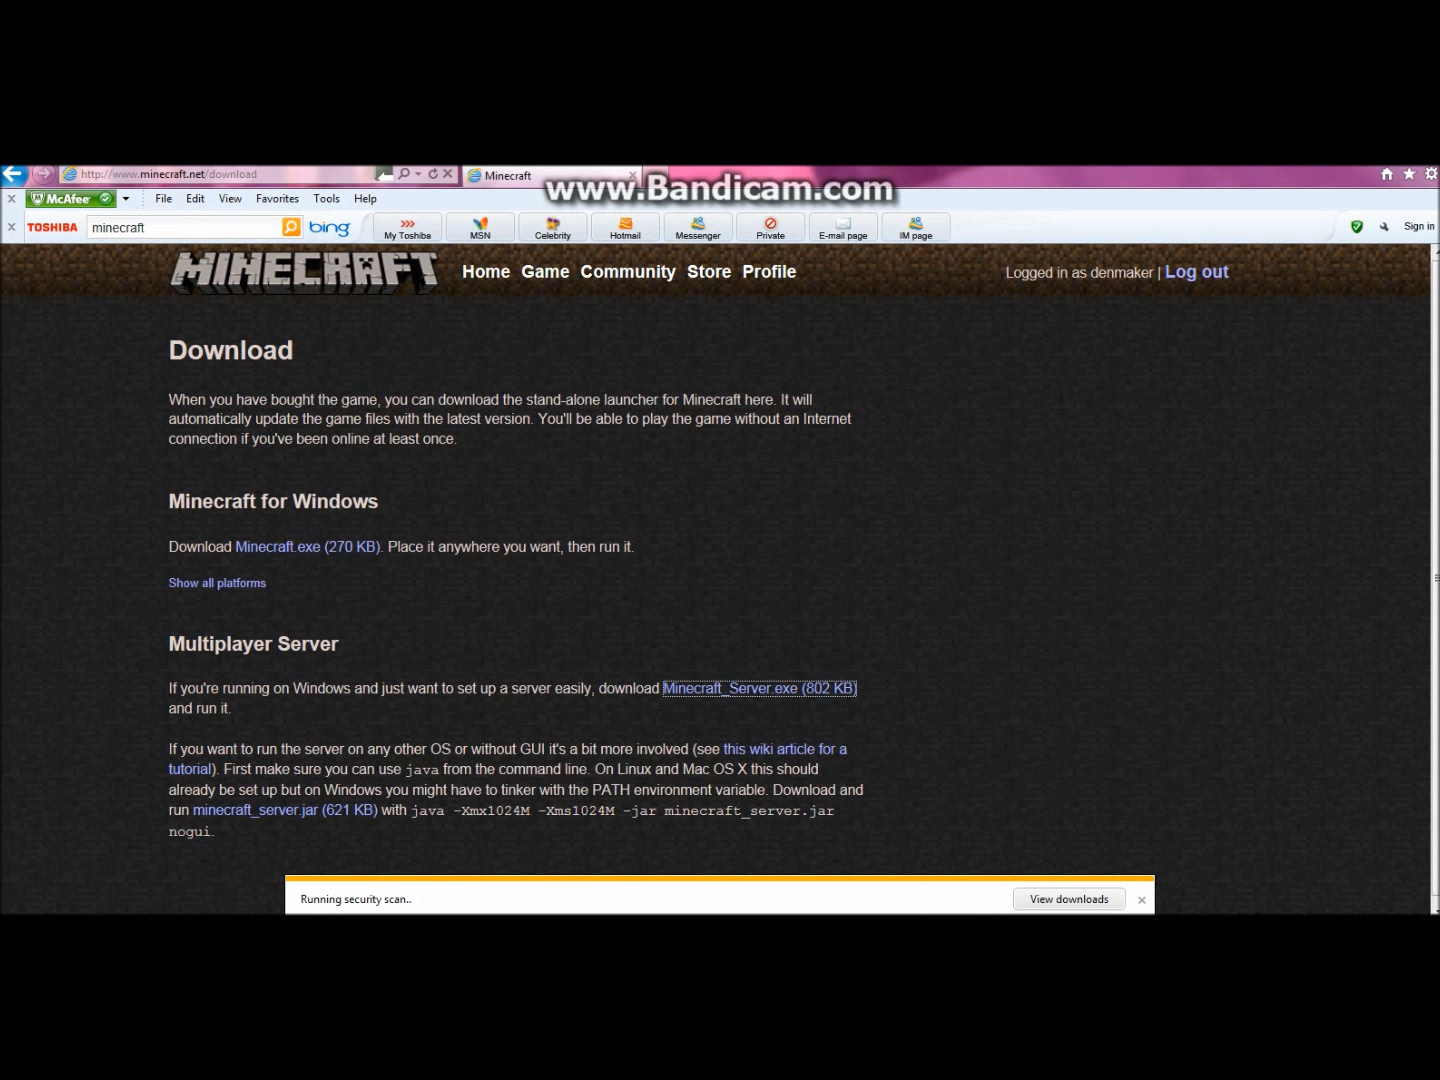 http://www.minecraft.net/download
Minecraft
www.Bandicam.com
McAfee File Edit View Favorites Tools Help
TOSHIBA minecraft bing My Toshiba MSN Celebrity Hotmail Messenger Private E-mail page IM page Sign in
MINECRAFT Home Game Community Store Profile Logged in as denmaker | Log out
Download
When you have bought the game, you can download the stand-alone launcher for Minecraft here. It will
automatically update the game files with the latest version. You'll be able to play the game without an Internet
connection if you've been online at least once.
Minecraft for Windows
Download Minecraft.exe (270 KB). Place it anywhere you want, then run it.
Show all platforms
Multiplayer Server
If you're running on Windows and just want to set up a server easily, download Minecraft_Server.exe (802 KB)
and run it.
If you want to run the server on any other OS or without GUI it's a bit more involved (see this wiki article for a
tutorial). First make sure you can use java from the command line. On Linux and Mac OS X this should
already be set up but on Windows you might have to tinker with the PATH environment variable. Download and
run minecraft_server.jar (621 KB) with java -Xmx1024M -Xms1024M -jar minecraft_server.jar
nogui.
Running security scan.. View downloads